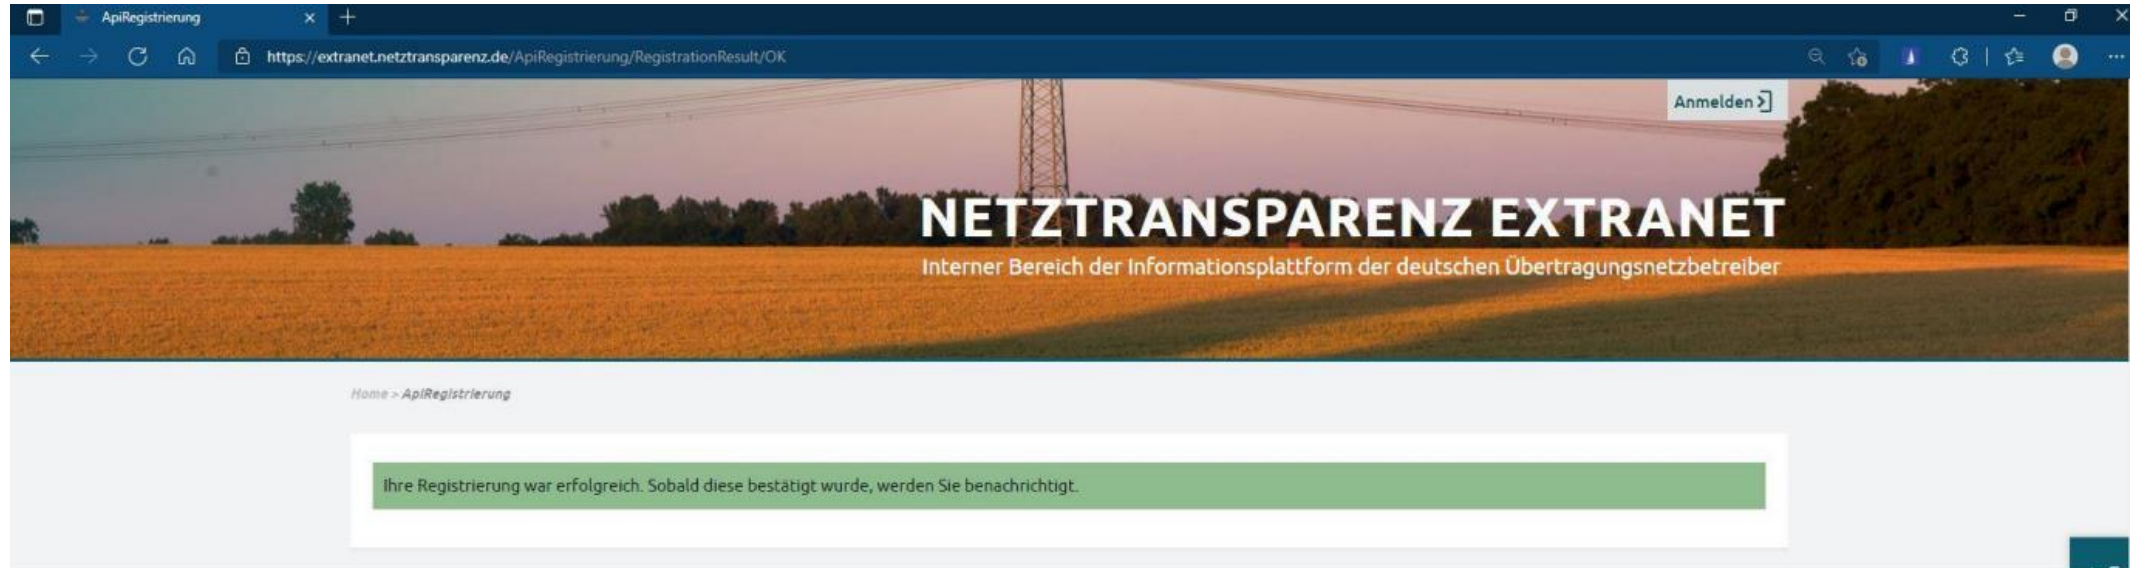 ApiRegistrierung
https://extranet.netztransparenz.de/ApiRegistrierung/RegistrationResult/OK
Anmelden
NETZTRANSPARENZ EXTRANET
Interner Bereich der Informationsplattform der deutschen Übertragungsnetzbetreiber
Home > ApiRegistrierung
Ihre Registrierung war erfolgreich. Sobald diese bestätigt wurde, werden Sie benachrichtigt.